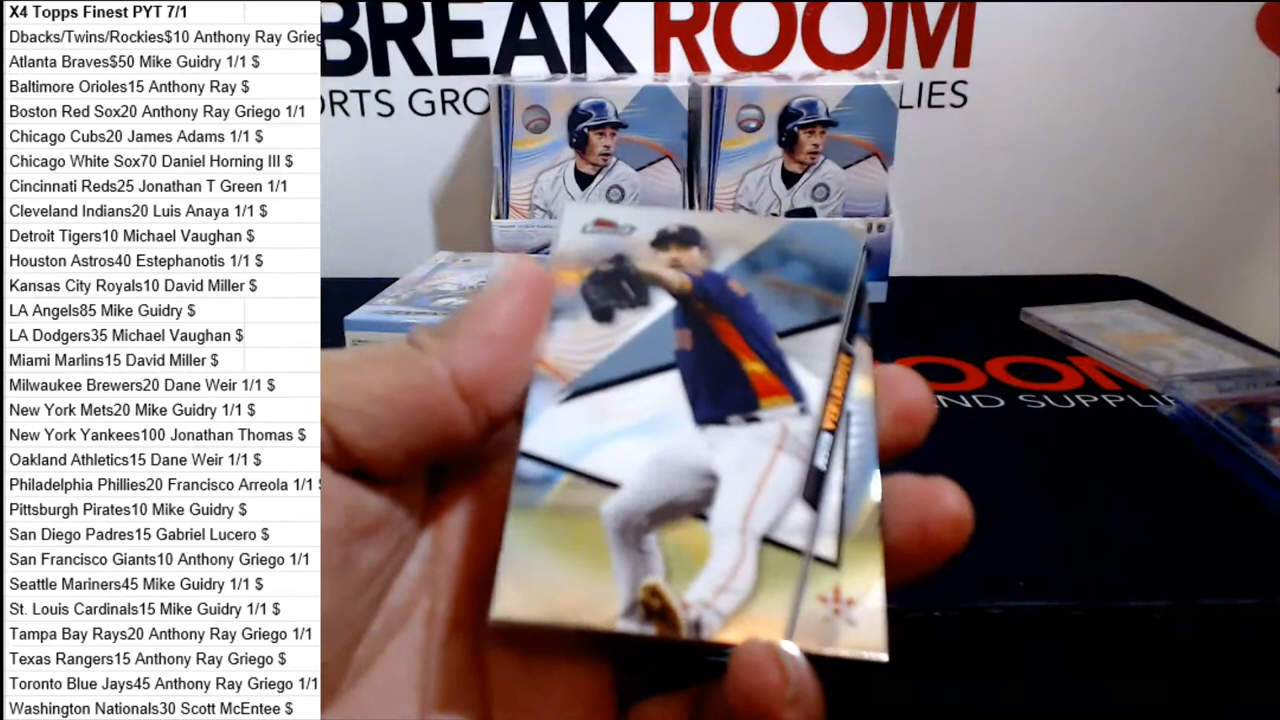 X4 Topps Finest PYT 7/1
Dbacks/Twins/Rockies$10 Anthony Ray Grieg
Atlanta Braves$50 Mike Guidry 1/1 $
Baltimore Orioles15 Anthony Ray $
Boston Red Sox20 Anthony Ray Griego 1/1
Chicago Cubs20 James Adams 1/1 $
Chicago White Sox70 Daniel Horning III $
Cincinnati Reds25 Jonathan T Green 1/1
Cleveland Indians20 Luis Anaya 1/1 $
Detroit Tigers10 Michael Vaughan $
Houston Astros40 Estephanotis 1/1 $
Kansas City Royals10 David Miller $
LA Angels85 Mike Guidry $
LA Dodgers35 Michael Vaughan $
Miami Marlins15 David Miller $
Milwaukee Brewers20 Dane Weir 1/1 $
New York Mets20 Mike Guidry 1/1 $
New York Yankees100 Jonathan Thomas $
Oakland Athletics15 Dane Weir 1/1 $
Philadelphia Phillies20 Francisco Arreola 1/1 $
Pittsburgh Pirates10 Mike Guidry $
San Diego Padres15 Gabriel Lucero $
San Francisco Giants10 Anthony Griego 1/1
Seattle Mariners45 Mike Guidry 1/1 $
St. Louis Cardinals15 Mike Guidry 1/1 $
Tampa Bay Rays20 Anthony Ray Griego 1/1
Texas Rangers15 Anthony Ray Griego $
Toronto Blue Jays45 Anthony Ray Griego 1/1
Washington Nationals30 Scott McEntee $
BREAK ROOM
ORTS GRO LIES
VERLANDER
OOM
ND SUPPLI